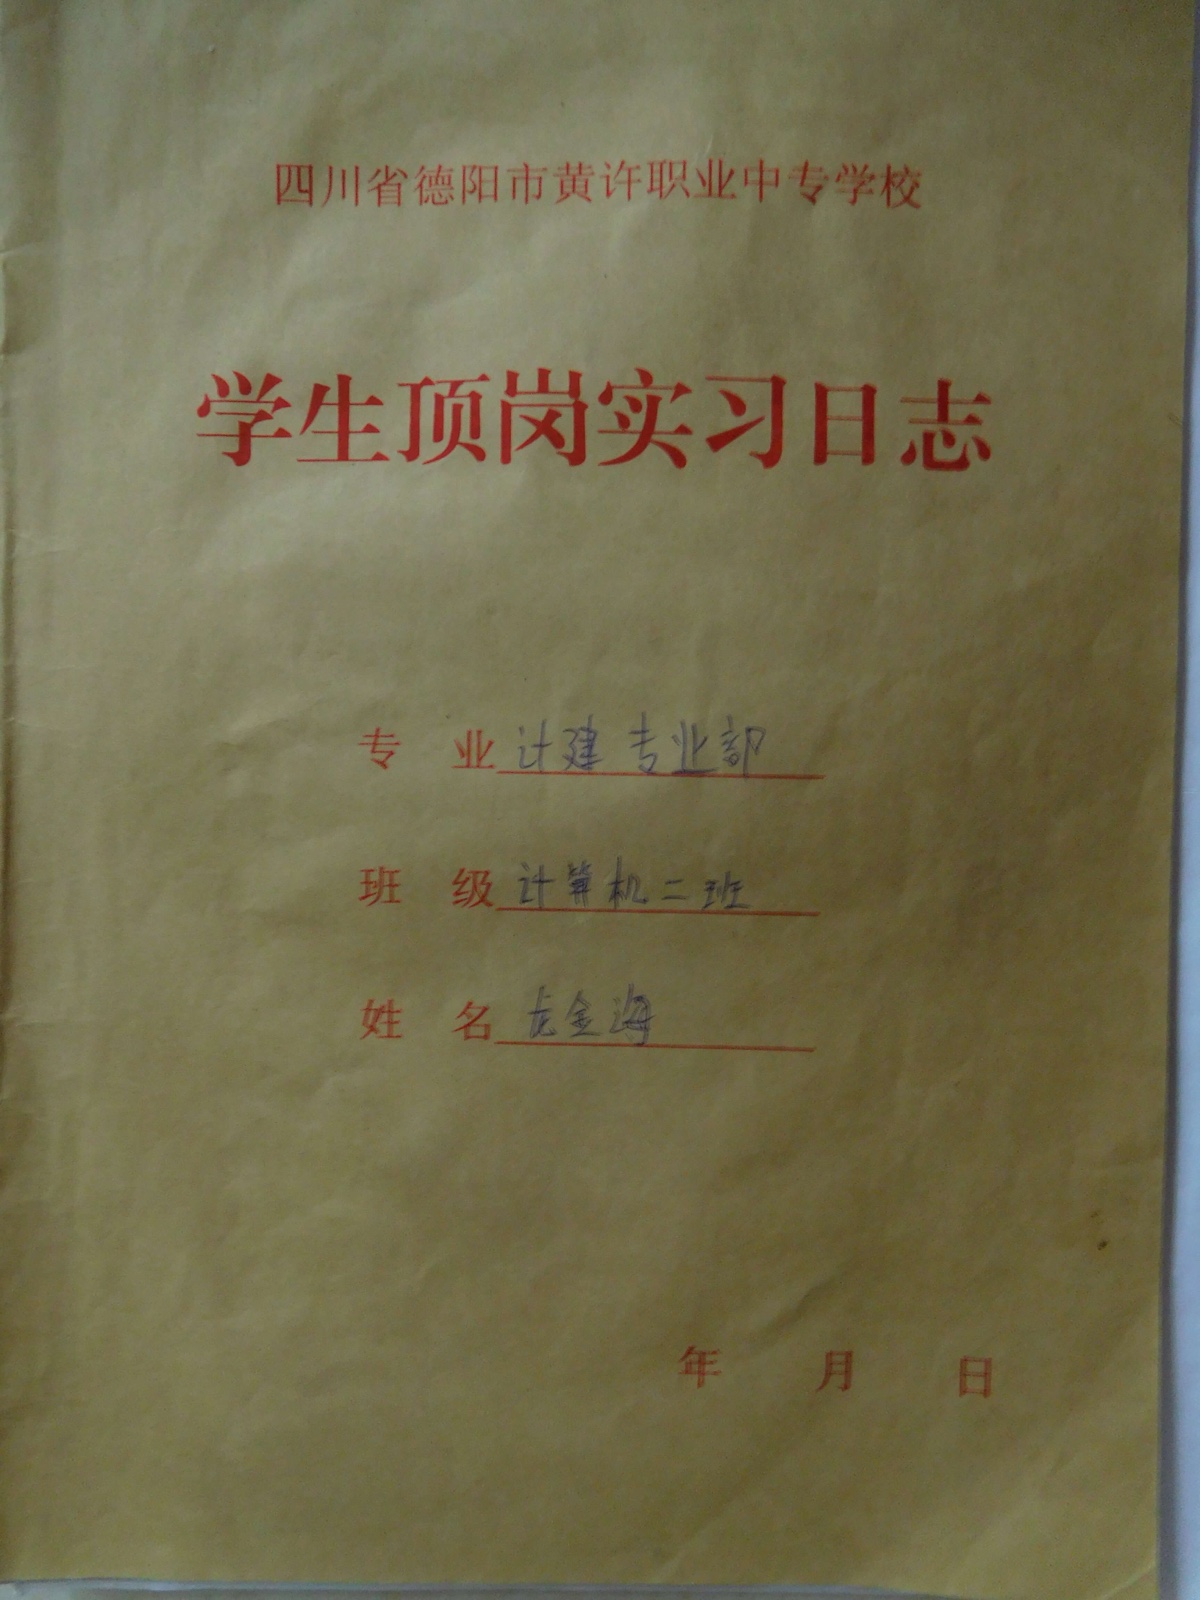 四川省德阳市黄许职业中专学校
学生顶岗实习日志
专 业 计建专业部
班 级 计算机二班
姓 名 金海
年 月 日